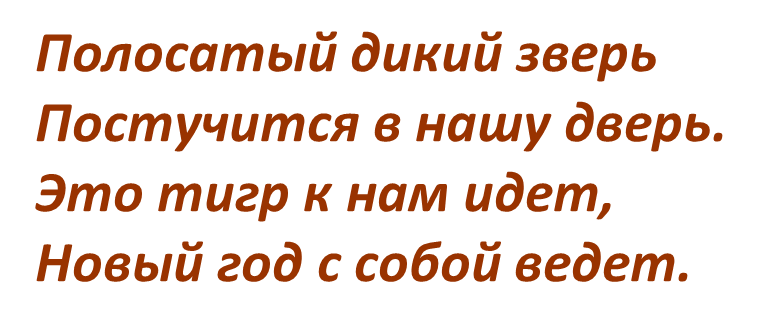 Полосатый дикий зверь
Постучится в нашу дверь.
Это тигр к нам идет,
Новый год с собой ведет.